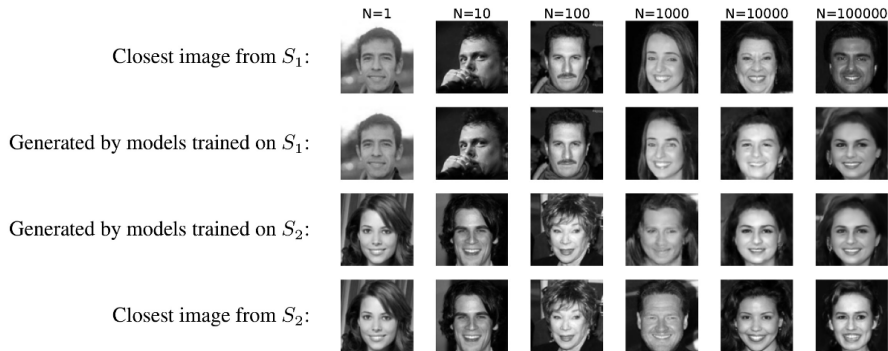 N=1 N=10 N=100 N=1000 N=10000 N=100000
Closest image from S₁:
Generated by models trained on S₁:
Generated by models trained on S₂:
Closest image from S₂: